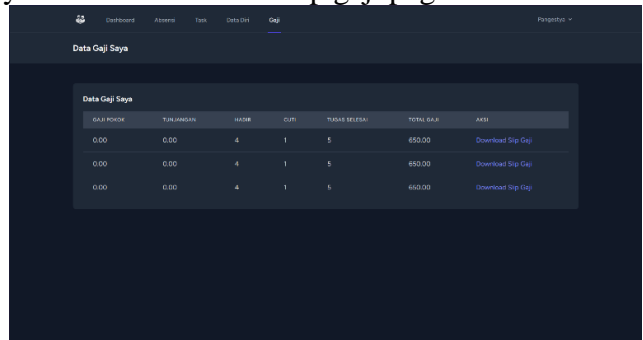 Dashboard Absensi Task Data Diri Gaji Pangestya
Data Gaji Saya
Data Gaji Saya
GAJI POKOK TUNJANGAN HADIR CUTI TUGAS SELESAI TOTAL GAJI AKSI
0.00 0.00 4 1 5 650.00 Download Slip Gaji
0.00 0.00 4 1 5 650.00 Download Slip Gaji
0.00 0.00 4 1 5 650.00 Download Slip Gaji